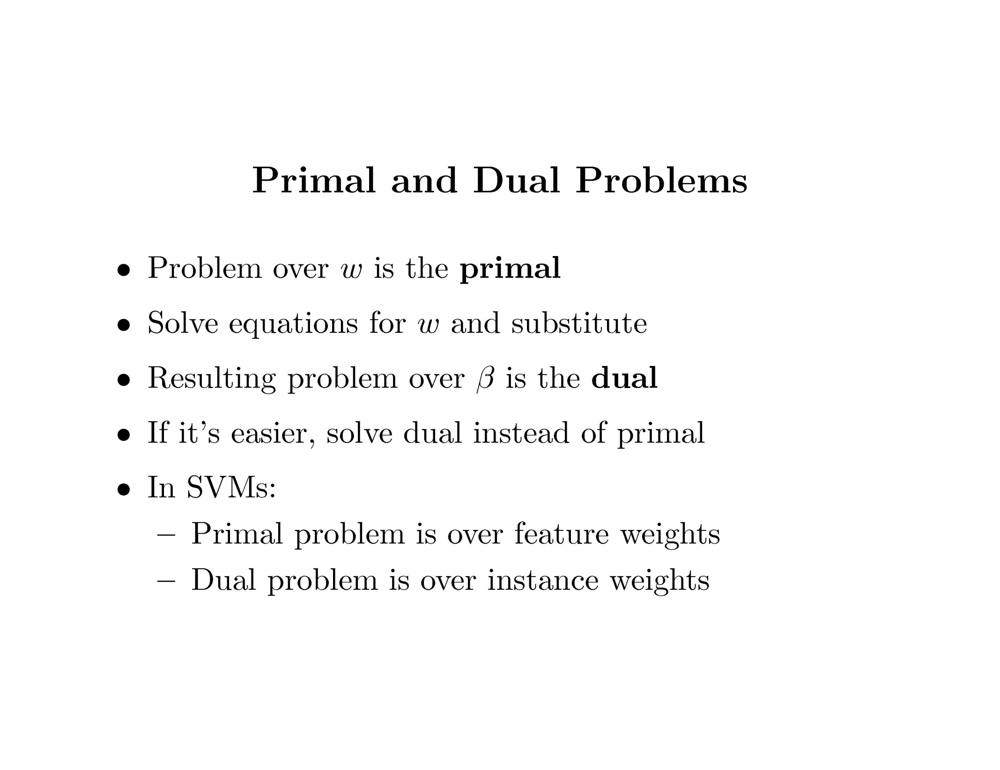 Primal and Dual Problems
• Problem over w is the primal
• Solve equations for w and substitute
• Resulting problem over β is the dual
• If it's easier, solve dual instead of primal
• In SVMs:
– Primal problem is over feature weights
– Dual problem is over instance weights